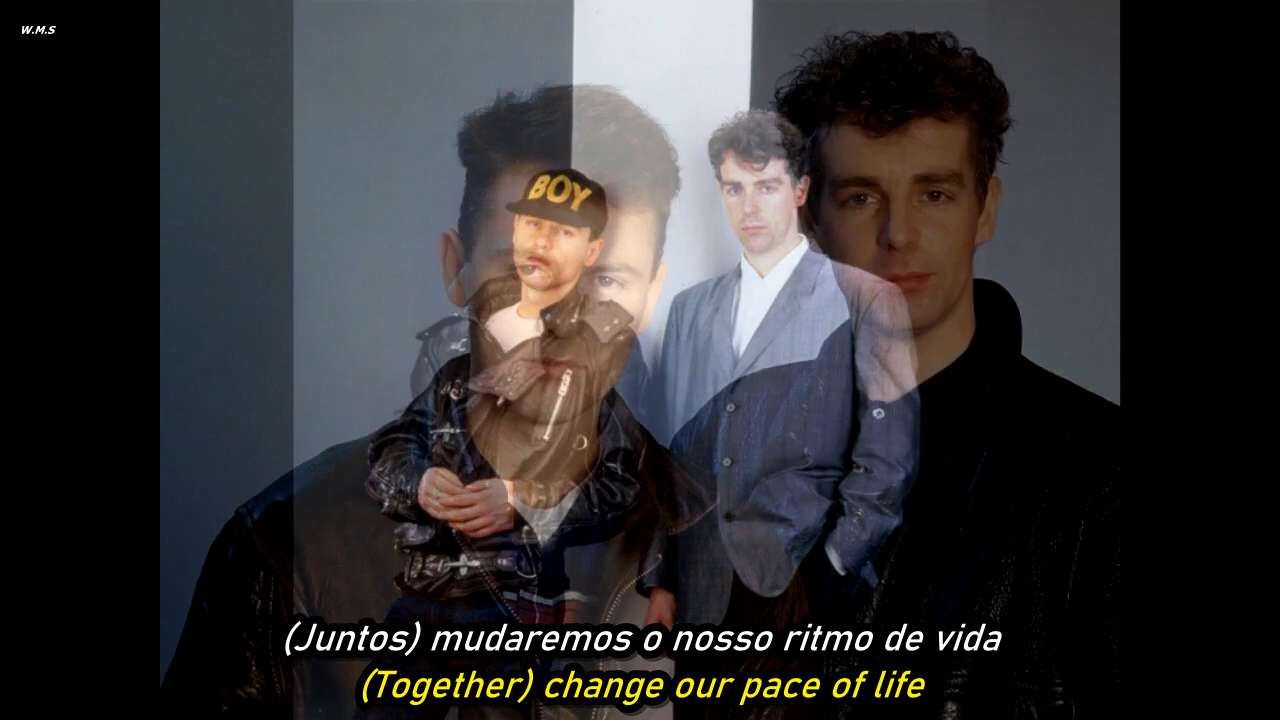 W.M.S
BOY
(Juntos) mudaremos o nosso ritmo de vida
(Together) change our pace of life